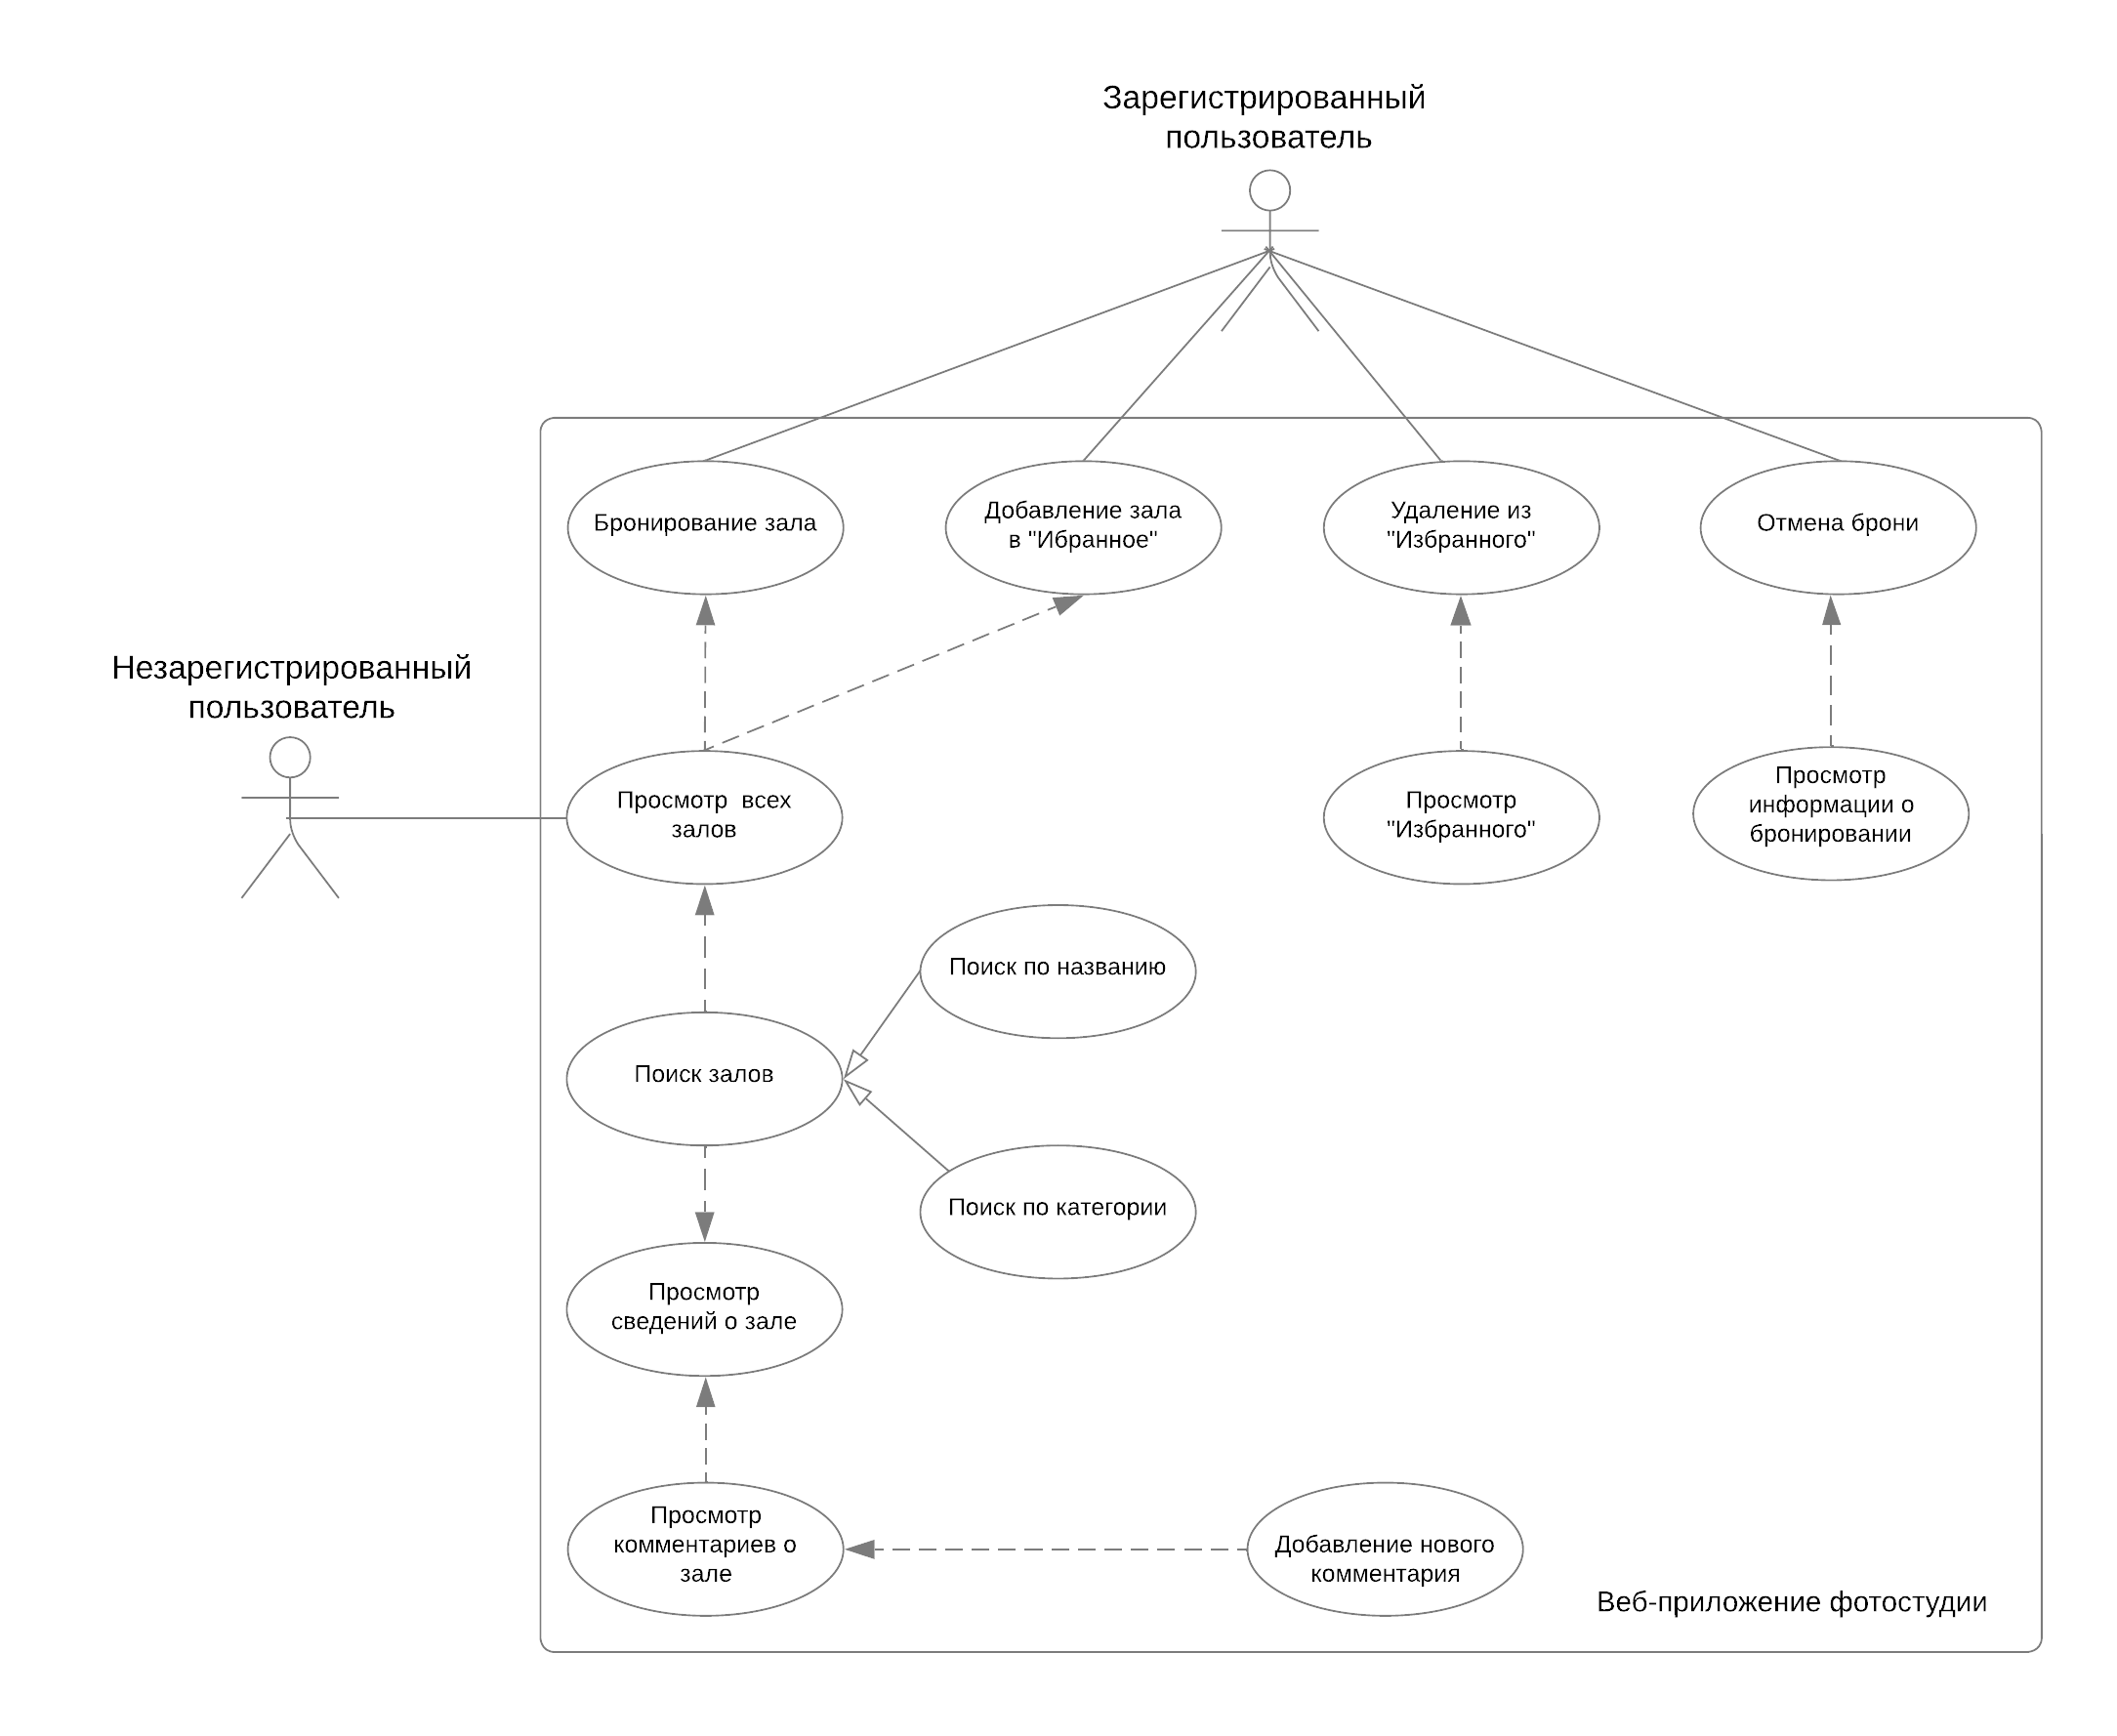 Зарегистрированный
пользователь
Бронирование зала
Добавление зала
в "Ибранное"
Удаление из
"Избранного"
Отмена брони
Незарегистрированный
пользователь
Просмотр  всех
залов
Просмотр
"Избранного"
Просмотр
информации о
бронировании
Поиск по названию
Поиск залов
Поиск по категории
Просмотр
сведений о зале
Просмотр
комментариев о
зале
Добавление нового
комментария
Веб-приложение фотостудии